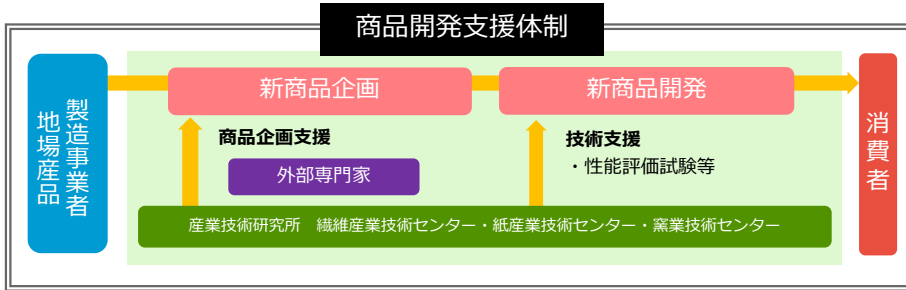 商品開発支援体制
地場産品
製造事業者
新商品企画
新商品開発
消費者
商品企画支援
外部専門家
技術支援
・性能評価試験等
産業技術研究所　繊維産業技術センター・紙産業技術センター・窯業技術センター